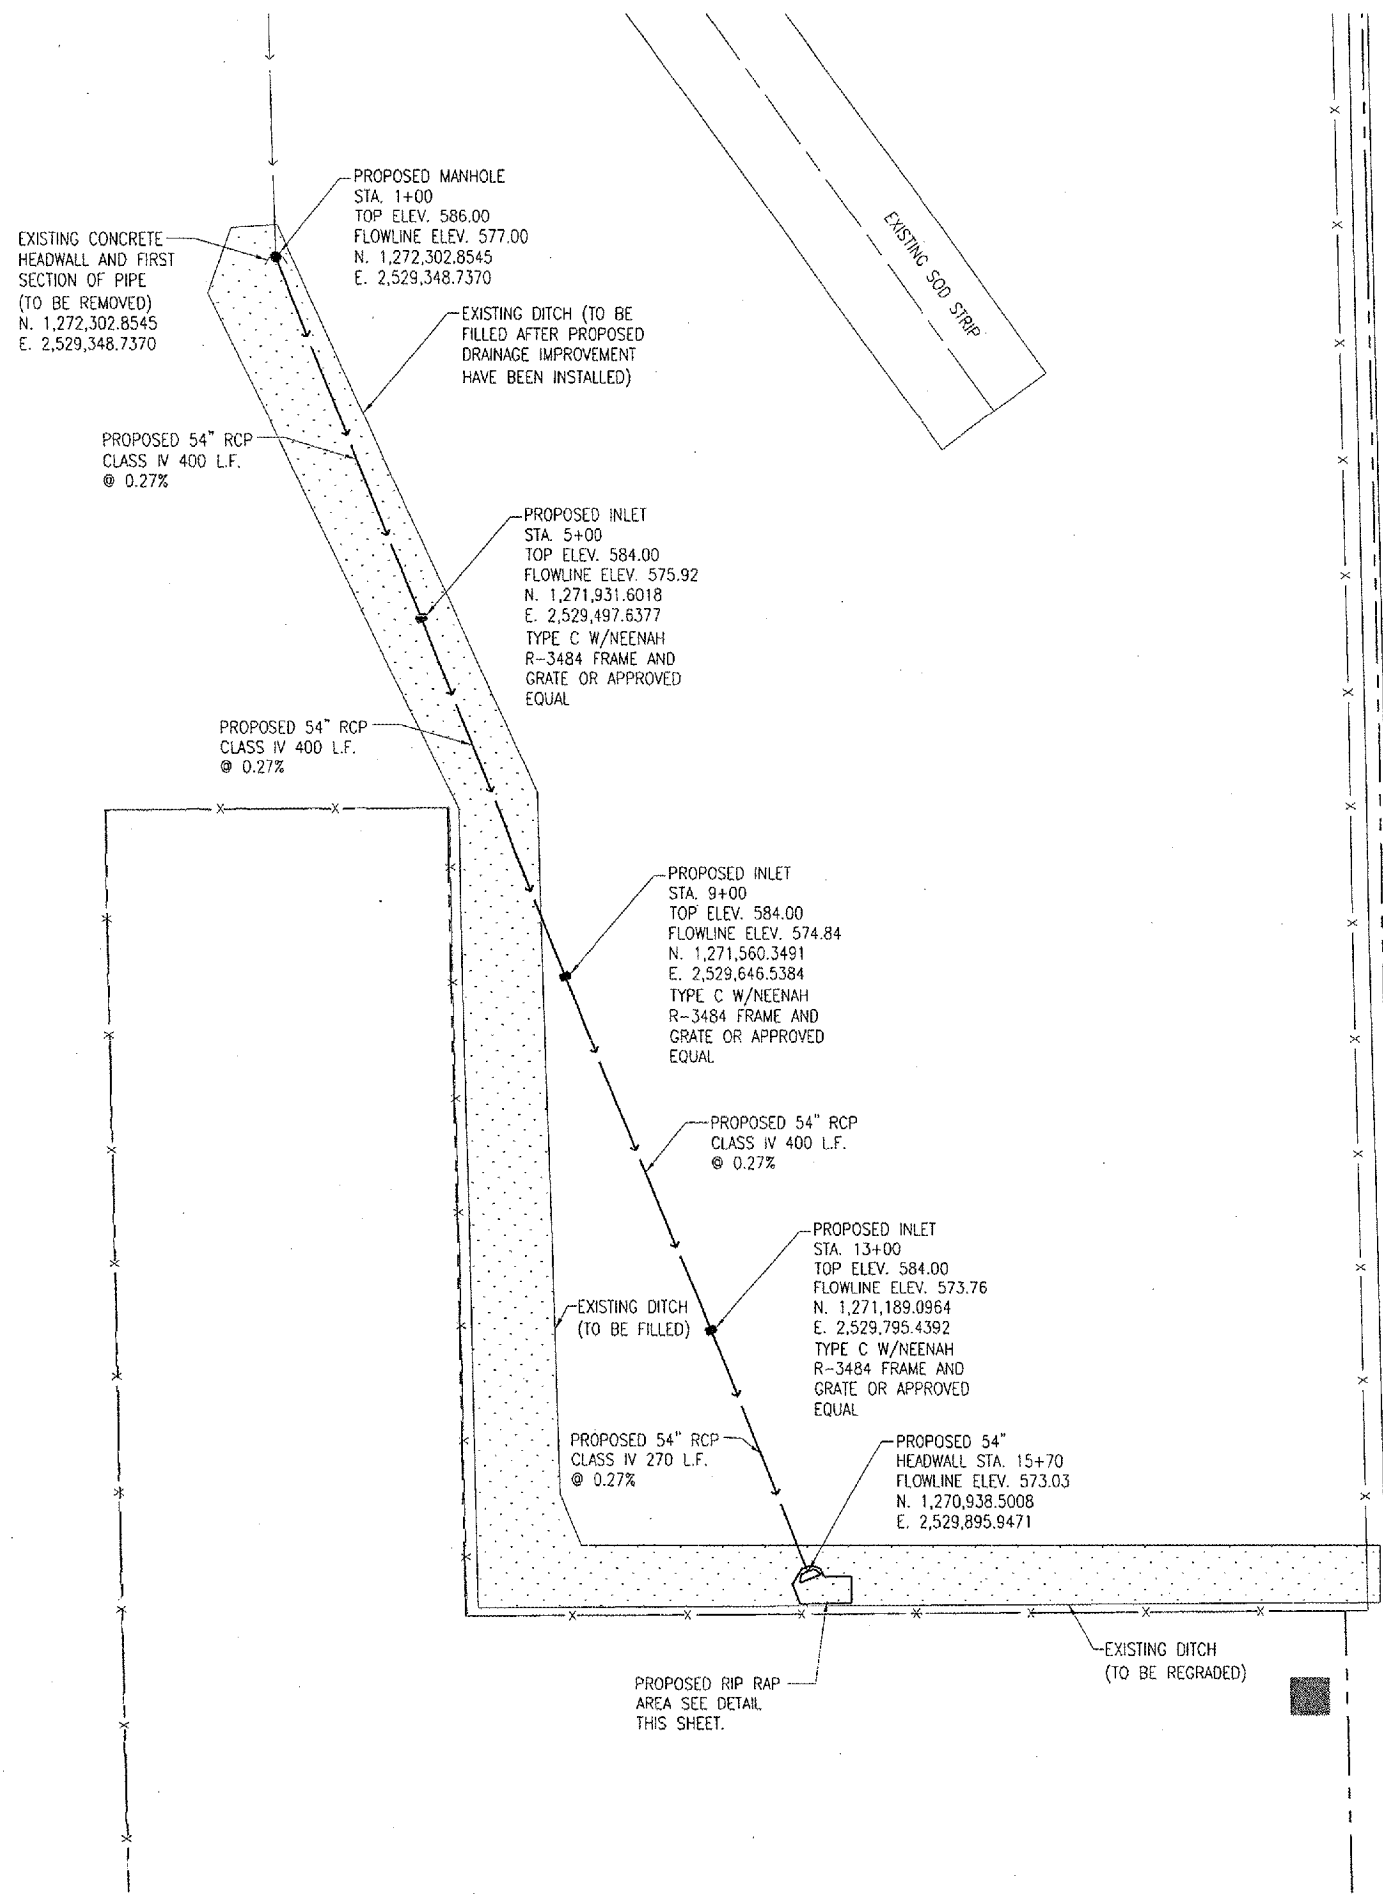 PROPOSED MANHOLE
STA. 1+00
TOP ELEV. 586.00
FLOWLINE ELEV. 577.00
N. 1,272,302.8545
E. 2,529,348.7370
EXISTING CONCRETE
HEADWALL AND FIRST
SECTION OF PIPE
(TO BE REMOVED)
N. 1,272,302.8545
E. 2,529,348.7370
EXISTING SOD STRIP
EXISTING DITCH (TO BE
FILLED AFTER PROPOSED
DRAINAGE IMPROVEMENT
HAVE BEEN INSTALLED)
PROPOSED 54" RCP
CLASS IV 400 L.F.
@ 0.27%
PROPOSED INLET
STA. 5+00
TOP ELEV. 584.00
FLOWLINE ELEV. 575.92
N. 1,271,931.6018
E. 2,529,497.6377
TYPE C W/NEENAH
R-3484 FRAME AND
GRATE OR APPROVED
EQUAL
PROPOSED 54" RCP
CLASS IV 400 L.F.
@ 0.27%
PROPOSED INLET
STA. 9+00
TOP ELEV. 584.00
FLOWLINE ELEV. 574.84
N. 1,271,560.3491
E. 2,529,646.5384
TYPE C W/NEENAH
R-3484 FRAME AND
GRATE OR APPROVED
EQUAL
PROPOSED 54" RCP
CLASS IV 400 L.F.
@ 0.27%
PROPOSED INLET
STA. 13+00
TOP ELEV. 584.00
FLOWLINE ELEV. 573.76
N. 1,271,189.0964
E. 2,529,795.4392
TYPE C W/NEENAH
R-3484 FRAME AND
GRATE OR APPROVED
EQUAL
EXISTING DITCH
(TO BE FILLED)
PROPOSED 54" RCP
CLASS IV 270 L.F.
@ 0.27%
PROPOSED 54"
HEADWALL STA. 15+70
FLOWLINE ELEV. 573.03
N. 1,270,938.5008
E. 2,529,895.9471
EXISTING DITCH
(TO BE REGRADED)
PROPOSED RIP RAP
AREA SEE DETAIL
THIS SHEET.